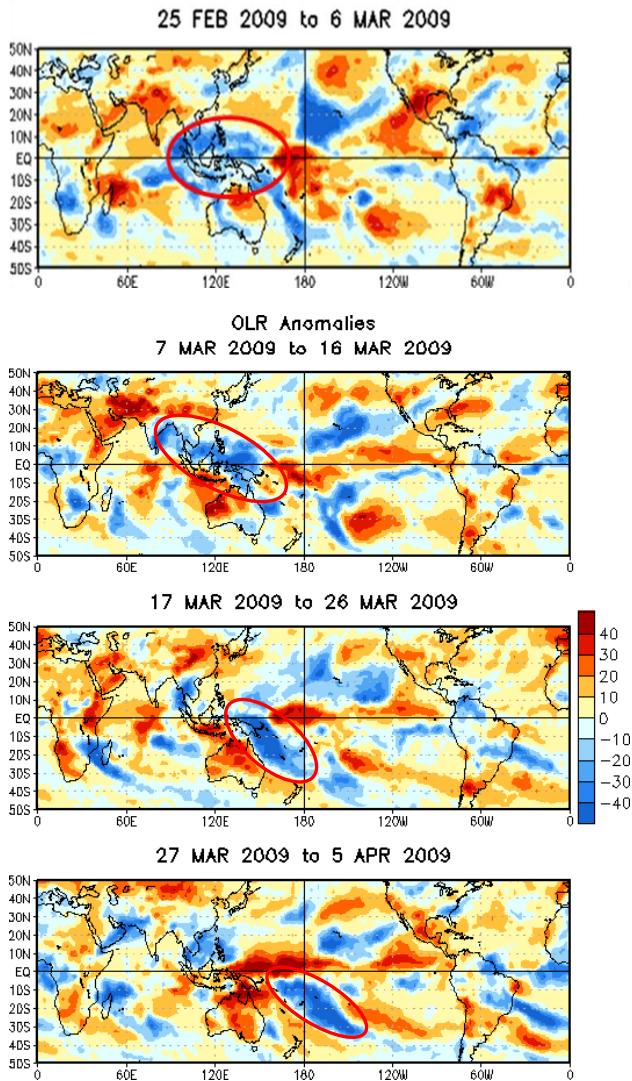 25 FEB 2009 to 6 MAR 2009
50N
40N
30N
20N
10N
EQ
10S
20S
30S
40S
50S
0 60E 120E 180 120W 60W 0
OLR Anomalies
7 MAR 2009 to 16 MAR 2009
50N
40N
30N
20N
10N
EQ
10S
20S
30S
40S
50S
0 60E 120E 180 120W 60W 0
17 MAR 2009 to 26 MAR 2009
50N
40N
30N
20N
10N
EQ
10S
20S
30S
40S
50S
0 60E 120E 180 120W 60W 0
40
30
20
10
0
−10
−20
−30
−40
27 MAR 2009 to 5 APR 2009
50N
40N
30N
20N
10N
EQ
10S
20S
30S
40S
50S
0 60E 120E 180 120W 60W 0